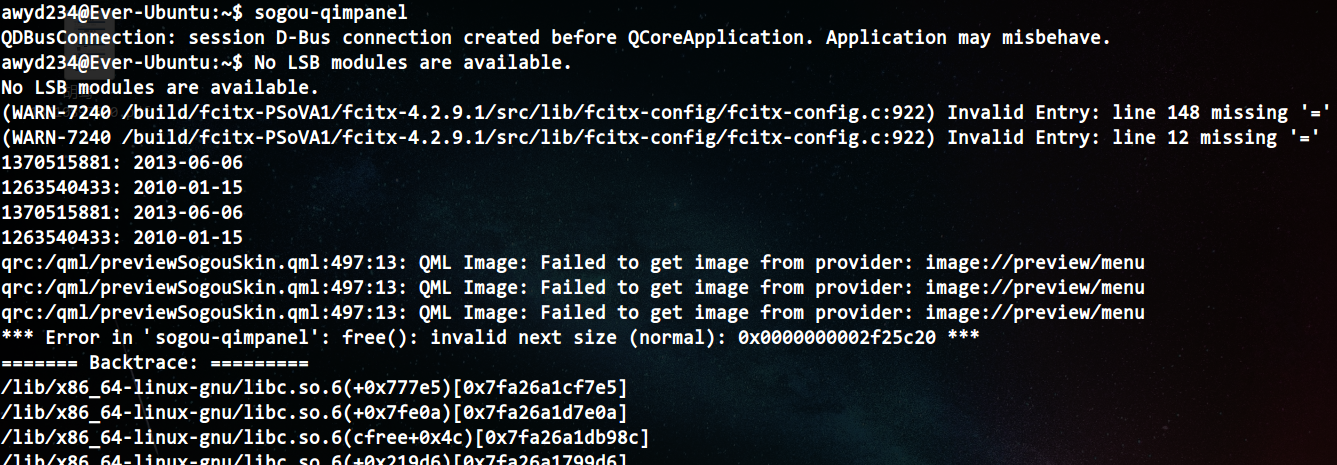 awyd234@Ever-Ubuntu:~$ sogou-qimpanel
QDBusConnection: session D-Bus connection created before QCoreApplication. Application may misbehave.
awyd234@Ever-Ubuntu:~$ No LSB modules are available.
No LSB modules are available.
(WARN-7240 /build/fcitx-PSoVA1/fcitx-4.2.9.1/src/lib/fcitx-config/fcitx-config.c:922) Invalid Entry: line 148 missing '='
(WARN-7240 /build/fcitx-PSoVA1/fcitx-4.2.9.1/src/lib/fcitx-config/fcitx-config.c:922) Invalid Entry: line 12 missing '='
1370515881: 2013-06-06
1263540433: 2010-01-15
1370515881: 2013-06-06
1263540433: 2010-01-15
qrc:/qml/previewSogouSkin.qml:497:13: QML Image: Failed to get image from provider: image://preview/menu
qrc:/qml/previewSogouSkin.qml:497:13: QML Image: Failed to get image from provider: image://preview/menu
qrc:/qml/previewSogouSkin.qml:497:13: QML Image: Failed to get image from provider: image://preview/menu
*** Error in 'sogou-qimpanel': free(): invalid next size (normal): 0x0000000002f25c20 ***
======= Backtrace: =========
/lib/x86_64-linux-gnu/libc.so.6(+0x777e5)[0x7fa26a1cf7e5]
/lib/x86_64-linux-gnu/libc.so.6(+0x7fe0a)[0x7fa26a1d7e0a]
/lib/x86_64-linux-gnu/libc.so.6(cfree+0x4c)[0x7fa26a1db98c]
/lib/x86_64-linux-gnu/libc.so.6(+0x219d6)[0x7fa26a1799d6]